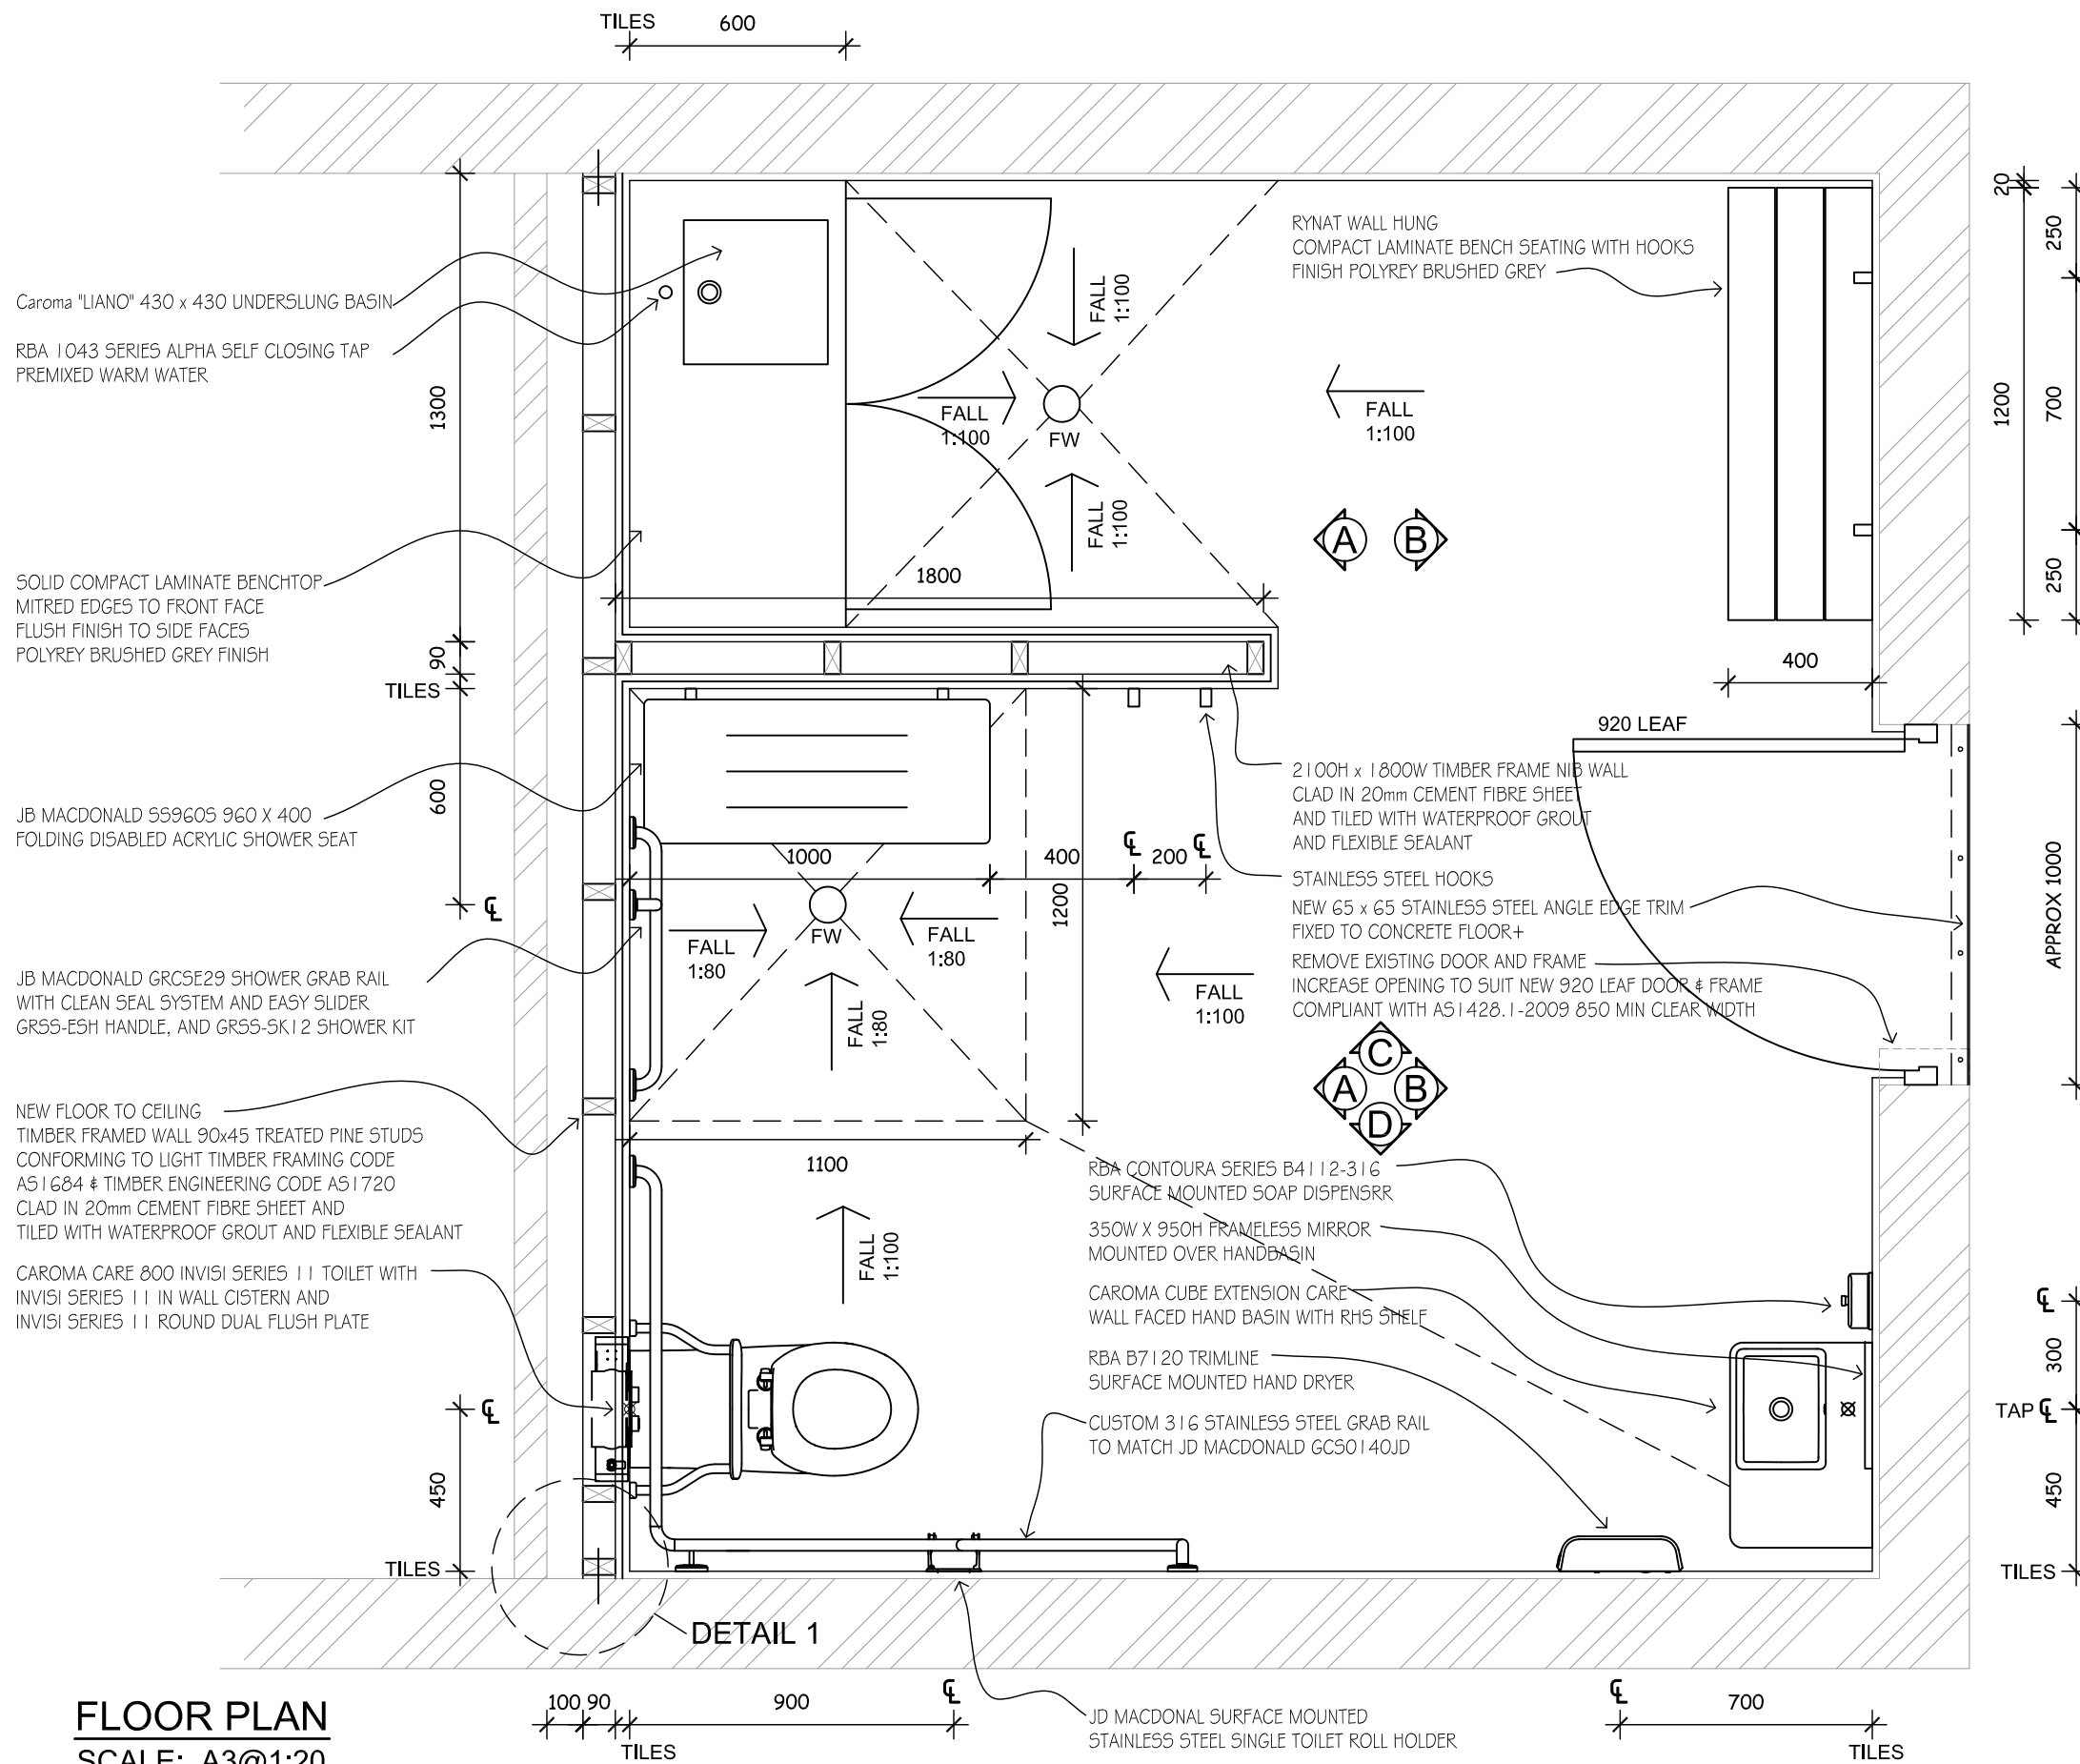 TILES
600
20
250
1200
700
250
RYNAT WALL HUNG
COMPACT LAMINATE BENCH SEATING WITH HOOKS
FINISH POLYREY BRUSHED GREY
Caroma "LIANO" 430 x 430 UNDERSLUNG BASIN
RBA 1043 SERIES ALPHA SELF CLOSING TAP
PREMIXED WARM WATER
1300
FALL
1:100
FALL
1:100
FW
FALL
1:100
FALL
1:100
A
B
1800
SOLID COMPACT LAMINATE BENCHTOP
MITRED EDGES TO FRONT FACE
FLUSH FINISH TO SIDE FACES
POLYREY BRUSHED GREY FINISH
90
TILES
600
400
920 LEAF
2100H x 1800W TIMBER FRAME NIB WALL
CLAD IN 20mm CEMENT FIBRE SHEET
AND TILED WITH WATERPROOF GROUT
AND FLEXIBLE SEALANT
JB MACDONALD SS960S 960 X 400
FOLDING DISABLED ACRYLIC SHOWER SEAT
1000
400
℄
200
℄
1200
STAINLESS STEEL HOOKS
NEW 65 x 65 STAINLESS STEEL ANGLE EDGE TRIM
FIXED TO CONCRETE FLOOR+
REMOVE EXISTING DOOR AND FRAME
INCREASE OPENING TO SUIT NEW 920 LEAF DOOR & FRAME
COMPLIANT WITH AS1428.1-2009 850 MIN CLEAR WIDTH
APPROX 1000
℄
FW
FALL
1:80
FALL
1:80
FALL
1:80
FALL
1:100
JB MACDONALD GRCSE29 SHOWER GRAB RAIL
WITH CLEAN SEAL SYSTEM AND EASY SLIDER
GRSS-ESH HANDLE, AND GRSS-SK12 SHOWER KIT
C
A
B
D
NEW FLOOR TO CEILING
TIMBER FRAMED WALL 90x45 TREATED PINE STUDS
CONFORMING TO LIGHT TIMBER FRAMING CODE
AS1684 & TIMBER ENGINEERING CODE AS1720
CLAD IN 20mm CEMENT FIBRE SHEET AND
TILED WITH WATERPROOF GROUT AND FLEXIBLE SEALANT
1100
FALL
1:100
RBA CONTOURA SERIES B4112-316
SURFACE MOUNTED SOAP DISPENSRR
350W X 950H FRAMELESS MIRROR
MOUNTED OVER HANDBASIN
CAROMA CUBE EXTENSION CARE
WALL FACED HAND BASIN WITH RHS SHELF
RBA B7120 TRIMLINE
SURFACE MOUNTED HAND DRYER
CUSTOM 316 STAINLESS STEEL GRAB RAIL
TO MATCH JD MACDONALD GCS0140JD
CAROMA CARE 800 INVISI SERIES 11 TOILET WITH
INVISI SERIES 11 IN WALL CISTERN AND
INVISI SERIES 11 ROUND DUAL FLUSH PLATE
℄
300
TAP ℄
450
TILES
℄
450
TILES
DETAIL 1
FLOOR PLAN
SCALE: A3@1:20
100
90
TILES
900
℄
JD MACDONAL SURFACE MOUNTED
STAINLESS STEEL SINGLE TOILET ROLL HOLDER
℄
700
TILES